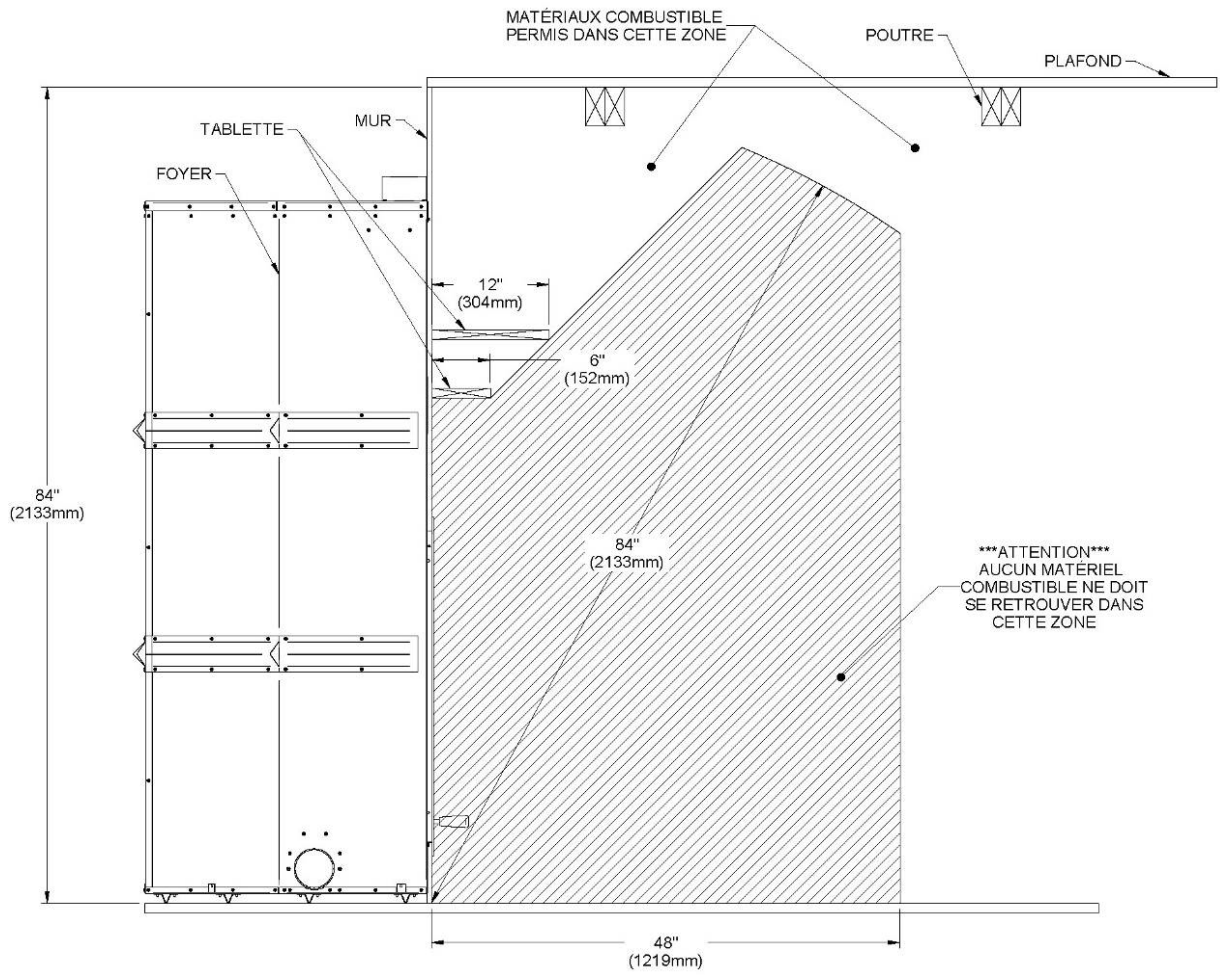 MATÉRIAUX COMBUSTIBLE
PERMIS DANS CETTE ZONE
POUTRE
PLAFOND
MUR
TABLETTE
FOYER
12"
(304mm)
6"
(152mm)
84"
(2133mm)
84"
(2133mm)
***ATTENTION***
AUCUN MATÉRIEL
COMBUSTIBLE NE DOIT
SE RETROUVER DANS
CETTE ZONE
48"
(1219mm)